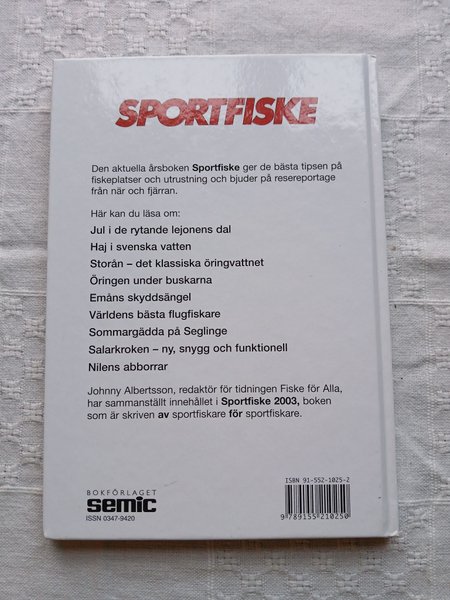 SPORTFISKE
Den aktuella årsboken Sportfiske ger de bästa tipsen på
fiskeplatser och utrustning och bjuder på resereportage
från när och fjärran.
Här kan du läsa om:
Jul i de rytande lejonens dal
Haj i svenska vatten
Storån – det klassiska öringvattnet
Öringen under buskarna
Emåns skyddsängel
Världens bästa flugfiskare
Sommargädda på Seglinge
Salarkroken – ny, snygg och funktionell
Nilens abborrar
Johnny Albertsson, redaktör för tidningen Fiske för Alla,
har sammanställt innehållet i Sportfiske 2003, boken
som är skriven av sportfiskare för sportfiskare.
BOKFÖRLAGET
semic
ISSN 0347-9420
ISBN 91-552-1025-2
9 789155 210250